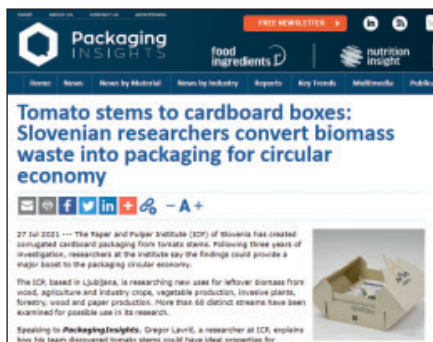 HOME ABOUT US CONTACT US ADVERTISING
FREE NEWSLETTER
Packaging
INSIGHTS
food
ingredients
nutrition
insight
Home News News by Material News by Industry Reports Key Trends Multimedia
Tomato stems to cardboard boxes:
Slovenian researchers convert biomass
waste into packaging for circular
economy
- A +
27 Jul 2021 --- The Paper and Pulper Institute (ICP) of Slovenia has created
corrugated cardboard packaging from tomato stems. Following three years of
investigation, researchers at the institute say the findings could provide a
major boost to the packaging circular economy.
The ICP, based in Ljubljana, is researching new uses for leftover biomass from
wood, agriculture and industry crops, vegetable production, invasive plants,
forestry, wood and paper production. More than 60 distinct streams have been
examined for possible use in its research.
Speaking to PackagingInsights, Gregor Lavrič, a researcher at ICP, explains
how his team discovered tomato stems could have ideal properties for